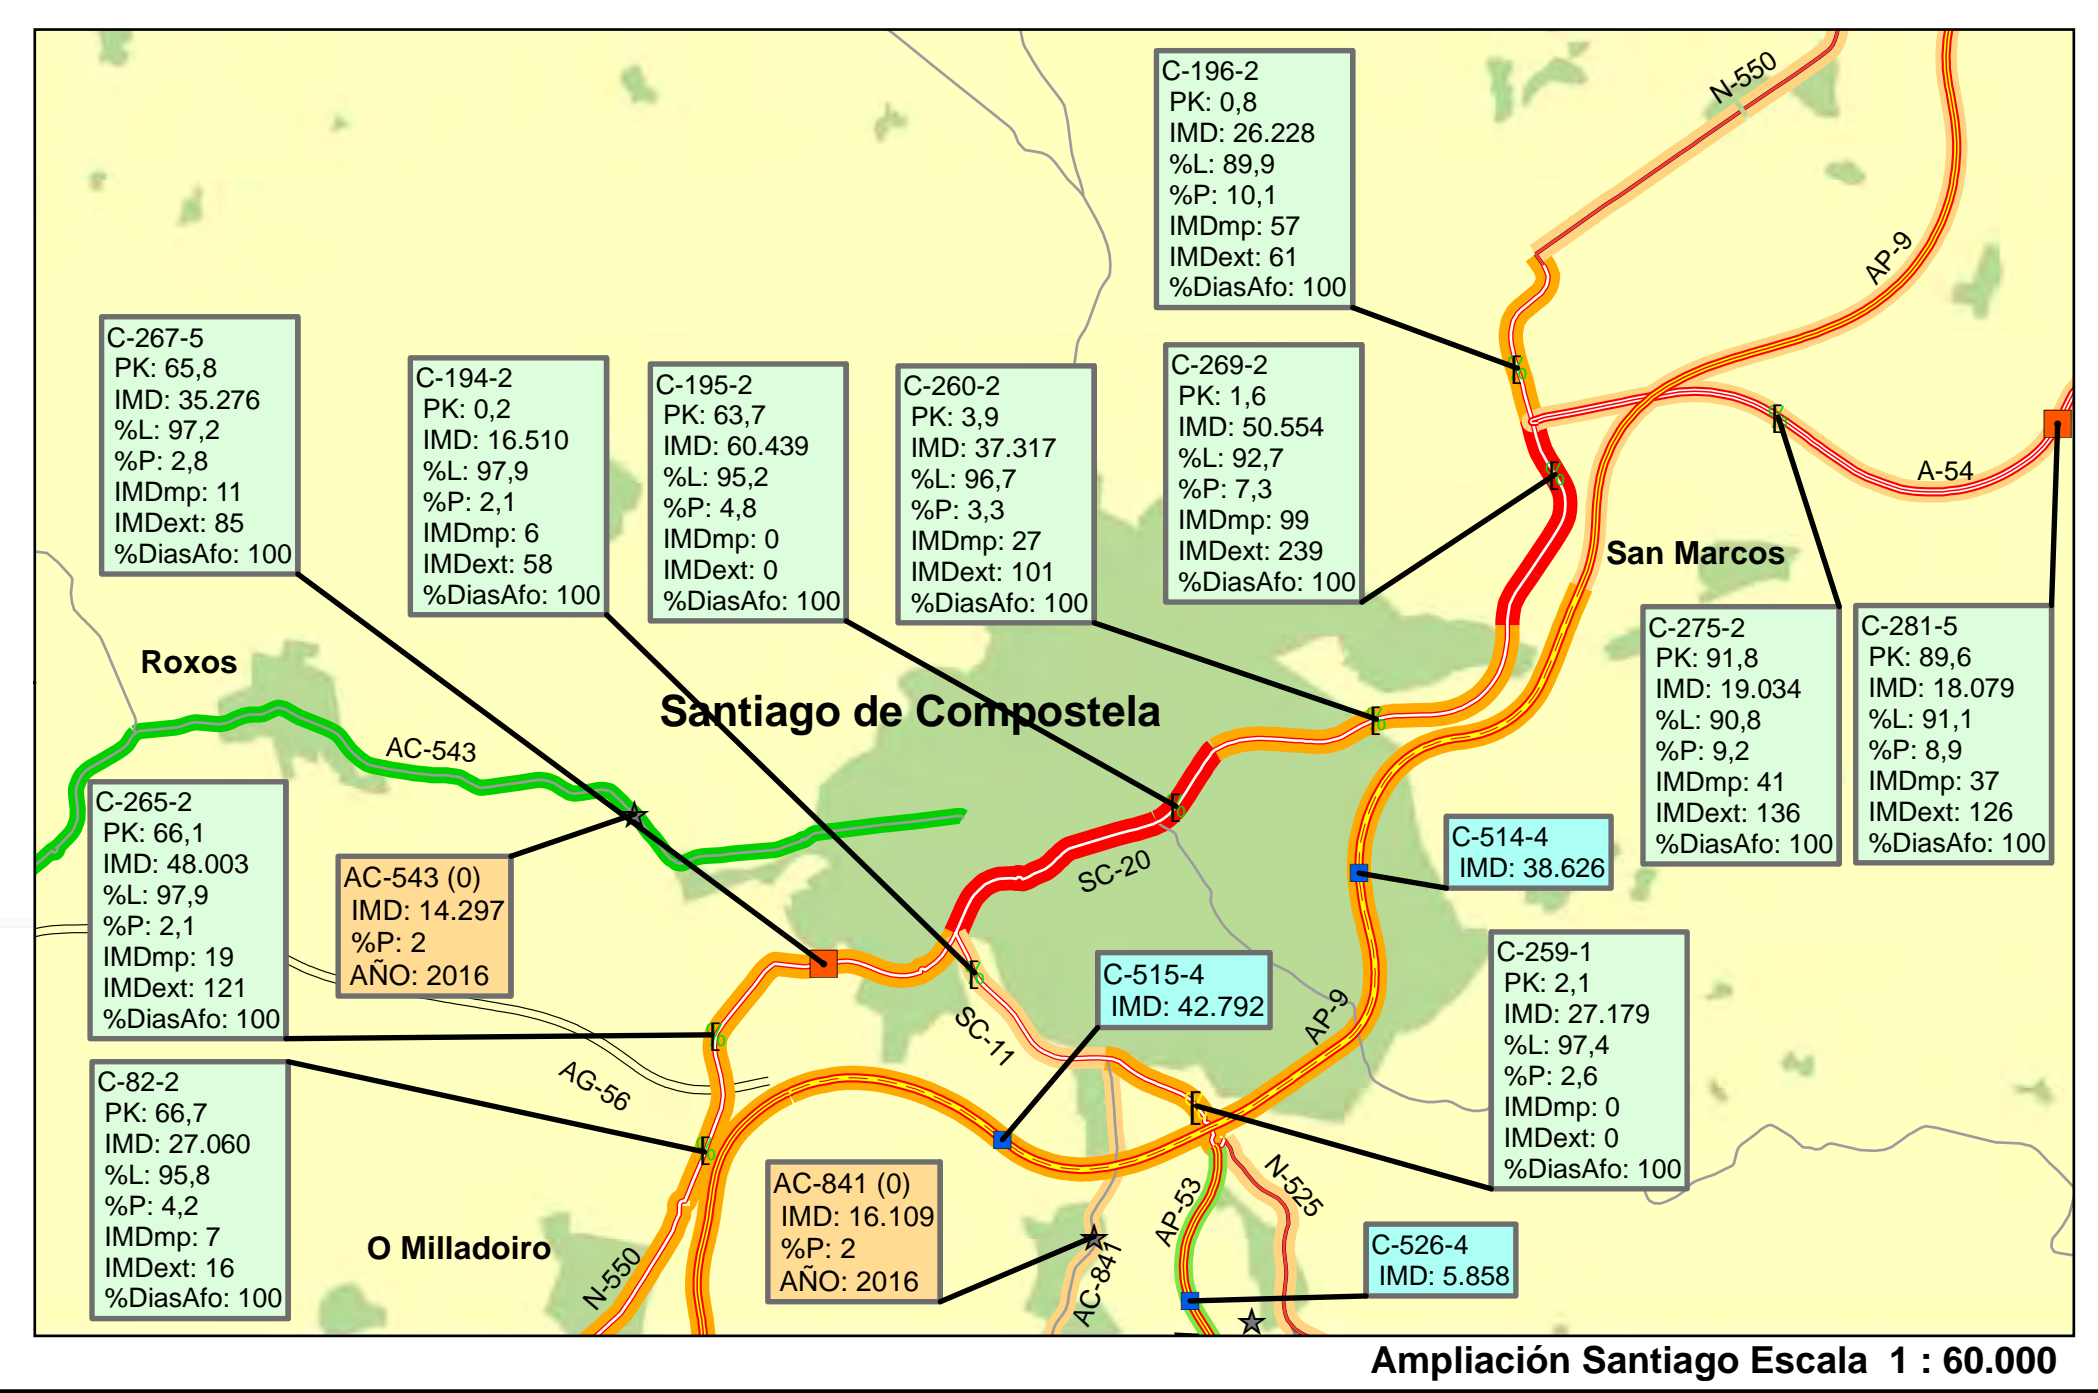 C-196-2
PK: 0,8
IMD: 26.228
%L: 89,9
%P: 10,1
IMDmp: 57
IMDext: 61
%DiasAfo: 100
N-550
AP-9
C-267-5
PK: 65,8
IMD: 35.276
%L: 97,2
%P: 2,8
IMDmp: 11
IMDext: 85
%DiasAfo: 100
C-194-2
PK: 0,2
IMD: 16.510
%L: 97,9
%P: 2,1
IMDmp: 6
IMDext: 58
%DiasAfo: 100
C-195-2
PK: 63,7
IMD: 60.439
%L: 95,2
%P: 4,8
IMDmp: 0
IMDext: 0
%DiasAfo: 100
C-260-2
PK: 3,9
IMD: 37.317
%L: 96,7
%P: 3,3
IMDmp: 27
IMDext: 101
%DiasAfo: 100
C-269-2
PK: 1,6
IMD: 50.554
%L: 92,7
%P: 7,3
IMDmp: 99
IMDext: 239
%DiasAfo: 100
A-54
San Marcos
C-275-2
PK: 91,8
IMD: 19.034
%L: 90,8
%P: 9,2
IMDmp: 41
IMDext: 136
%DiasAfo: 100
C-281-5
PK: 89,6
IMD: 18.079
%L: 91,1
%P: 8,9
IMDmp: 37
IMDext: 126
%DiasAfo: 100
Roxos
Santiago de Compostela
AC-543
C-265-2
PK: 66,1
IMD: 48.003
%L: 97,9
%P: 2,1
IMDmp: 19
IMDext: 121
%DiasAfo: 100
AC-543 (0)
IMD: 14.297
%P: 2
AÑO: 2016
SC-20
C-514-4
IMD: 38.626
C-515-4
IMD: 42.792
AP-9
C-259-1
PK: 2,1
IMD: 27.179
%L: 97,4
%P: 2,6
IMDmp: 0
IMDext: 0
%DiasAfo: 100
SC-11
AG-56
C-82-2
PK: 66,7
IMD: 27.060
%L: 95,8
%P: 4,2
IMDmp: 7
IMDext: 16
%DiasAfo: 100
O Milladoiro
N-550
AC-841 (0)
IMD: 16.109
%P: 2
AÑO: 2016
AC-841
AP-53
N-525
C-526-4
IMD: 5.858
Ampliación Santiago Escala 1 : 60.000